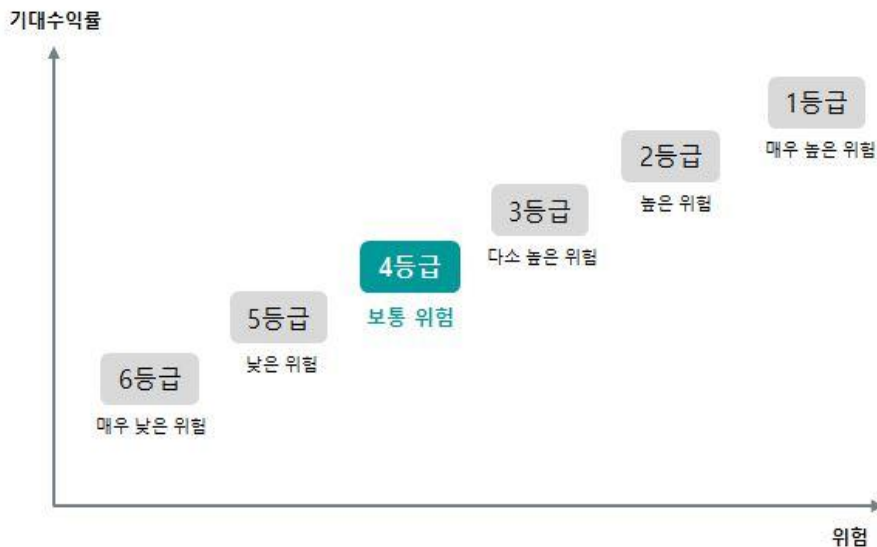 기대수익률
1등급
매우 높은 위험
2등급
높은 위험
3등급
다소 높은 위험
4등급
보통 위험
5등급
낮은 위험
6등급
매우 낮은 위험
위험